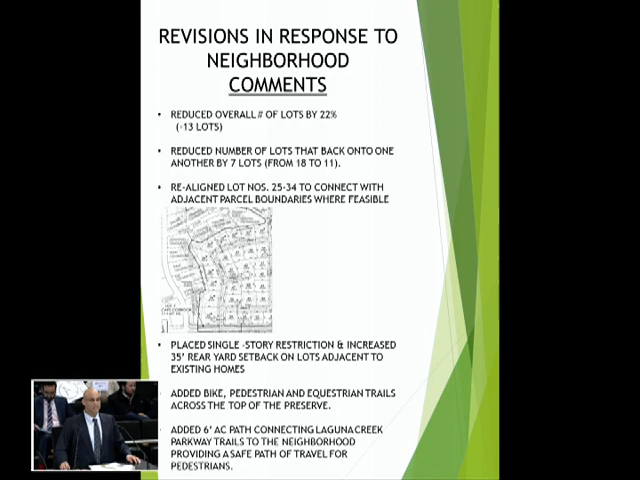 REVISIONS IN RESPONSE TO
NEIGHBORHOOD
COMMENTS
• REDUCED OVERALL # OF LOTS BY 22%
(-13 LOTS)
• REDUCED NUMBER OF LOTS THAT BACK ONTO ONE
ANOTHER BY 7 LOTS (FROM 18 TO 11).
• RE-ALIGNED LOT NOS. 25-34 TO CONNECT WITH
ADJACENT PARCEL BOUNDARIES WHERE FEASIBLE
• PLACED SINGLE -STORY RESTRICTION & INCREASED
35' REAR YARD SETBACK ON LOTS ADJACENT TO
EXISTING HOMES
ADDED BIKE, PEDESTRIAN AND EQUESTRIAN TRAILS
ACROSS THE TOP OF THE PRESERVE.
ADDED 6' AC PATH CONNECTING LAGUNA CREEK
PARKWAY TRAILS TO THE NEIGHBORHOOD
PROVIDING A SAFE PATH OF TRAVEL FOR
PEDESTRIANS.